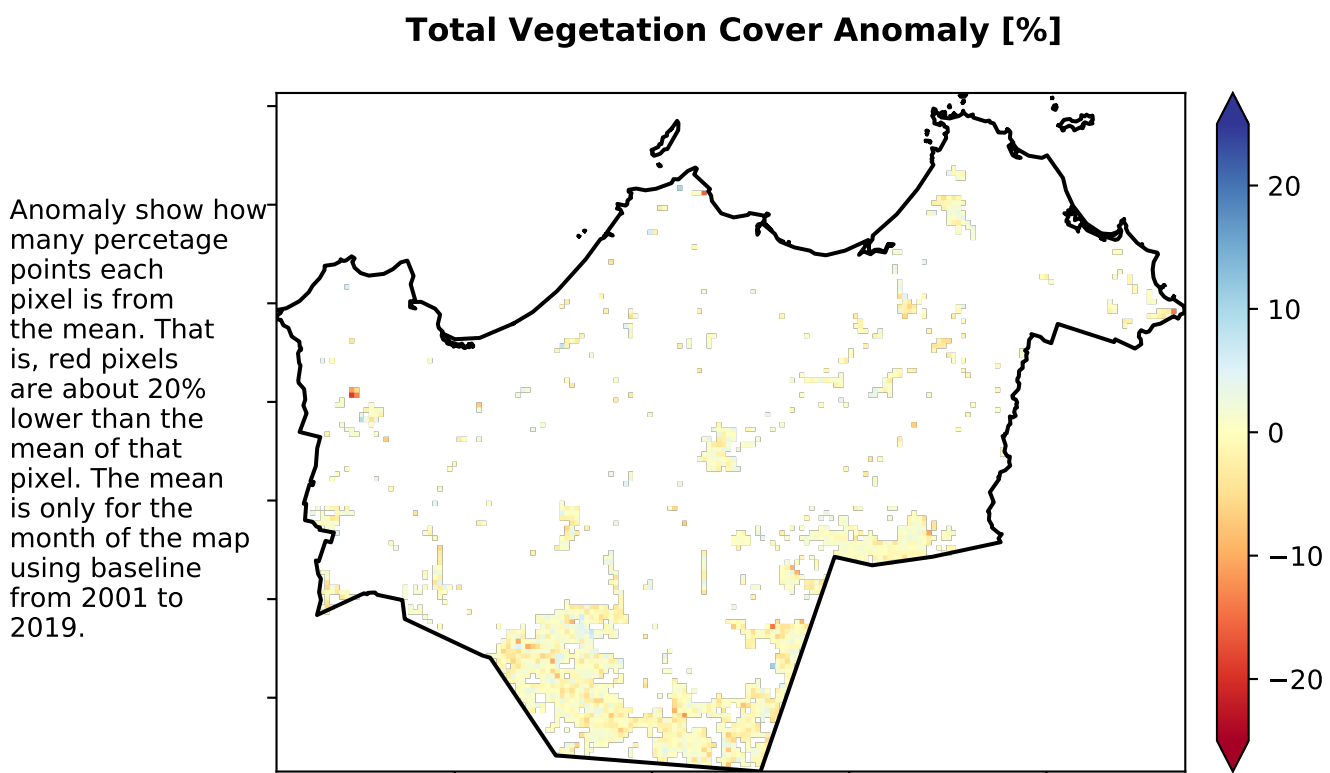 Total Vegetation Cover Anomaly [%]
Anomaly show how
many percetage
points each
pixel is from
the mean. That
is, red pixels
are about 20%
lower than the
mean of that
pixel. The mean
is only for the
month of the map
using baseline
from 2001 to
2019.
20
10
0
−10
−20